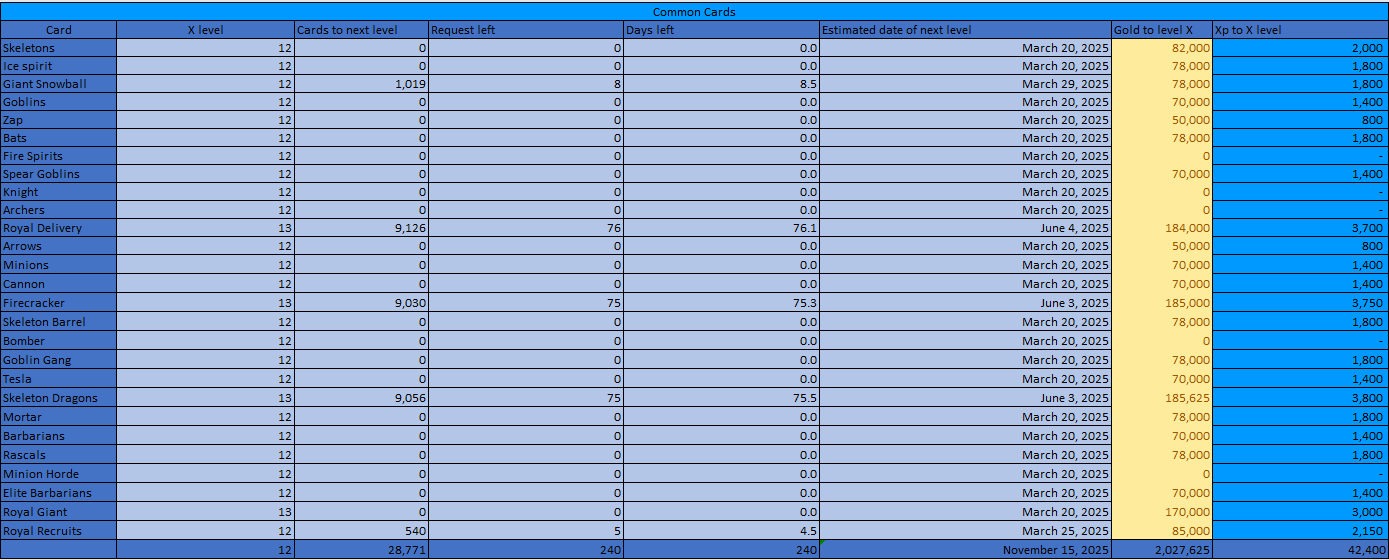 Common Cards
Card X level Cards to next level Request left Days left Estimated date of next level Gold to level X Xp to X level
Skeletons 12 0 0 0.0 March 20, 2025 82,000 2,000
Ice spirit 12 0 0 0.0 March 20, 2025 78,000 1,800
Giant Snowball 12 1,019 8 8.5 March 29, 2025 78,000 1,800
Goblins 12 0 0 0.0 March 20, 2025 70,000 1,400
Zap 12 0 0 0.0 March 20, 2025 50,000 800
Bats 12 0 0 0.0 March 20, 2025 78,000 1,800
Fire Spirits 12 0 0 0.0 March 20, 2025 0 -
Spear Goblins 12 0 0 0.0 March 20, 2025 70,000 1,400
Knight 12 0 0 0.0 March 20, 2025 0 -
Archers 12 0 0 0.0 March 20, 2025 0 -
Royal Delivery 13 9,126 76 76.1 June 4, 2025 184,000 3,700
Arrows 12 0 0 0.0 March 20, 2025 50,000 800
Minions 12 0 0 0.0 March 20, 2025 70,000 1,400
Cannon 12 0 0 0.0 March 20, 2025 70,000 1,400
Firecracker 13 9,030 75 75.3 June 3, 2025 185,000 3,750
Skeleton Barrel 12 0 0 0.0 March 20, 2025 78,000 1,800
Bomber 12 0 0 0.0 March 20, 2025 0 -
Goblin Gang 12 0 0 0.0 March 20, 2025 78,000 1,800
Tesla 12 0 0 0.0 March 20, 2025 70,000 1,400
Skeleton Dragons 13 9,056 75 75.5 June 3, 2025 185,625 3,800
Mortar 12 0 0 0.0 March 20, 2025 78,000 1,800
Barbarians 12 0 0 0.0 March 20, 2025 70,000 1,400
Rascals 12 0 0 0.0 March 20, 2025 78,000 1,800
Minion Horde 12 0 0 0.0 March 20, 2025 0 -
Elite Barbarians 12 0 0 0.0 March 20, 2025 70,000 1,400
Royal Giant 13 0 0 0.0 March 20, 2025 170,000 3,000
Royal Recruits 12 540 5 4.5 March 25, 2025 85,000 2,150
12 28,771 240 240 November 15, 2025 2,027,625 42,400